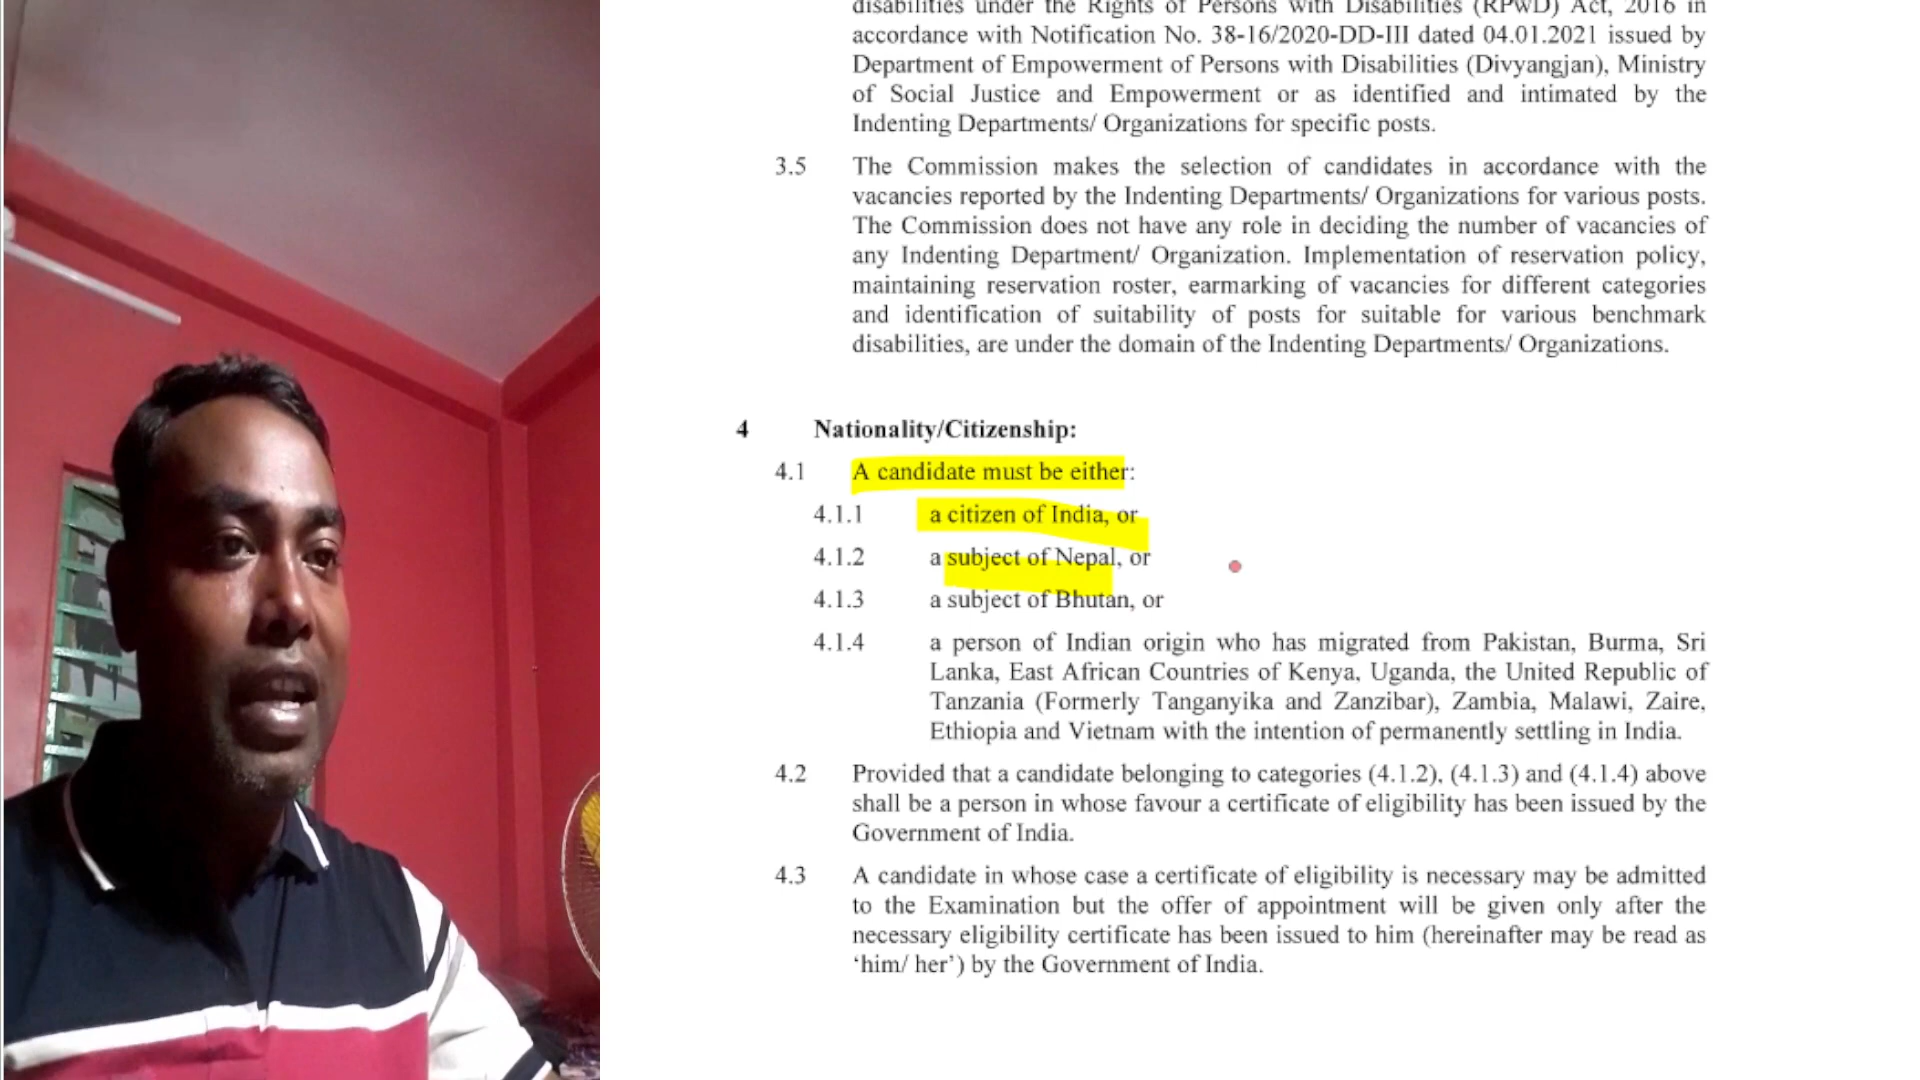 disabilities under the Rights of Persons with Disabilities (RPwD) Act, 2016 in
accordance with Notification No. 38-16/2020-DD-III dated 04.01.2021 issued by
Department of Empowerment of Persons with Disabilities (Divyangjan), Ministry
of Social Justice and Empowerment or as identified and intimated by the
Indenting Departments/ Organizations for specific posts.
3.5 The Commission makes the selection of candidates in accordance with the
vacancies reported by the Indenting Departments/ Organizations for various posts.
The Commission does not have any role in deciding the number of vacancies of
any Indenting Department/ Organization. Implementation of reservation policy,
maintaining reservation roster, earmarking of vacancies for different categories
and identification of suitability of posts for suitable for various benchmark
disabilities, are under the domain of the Indenting Departments/ Organizations.
4 Nationality/Citizenship:
4.1 A candidate must be either:
4.1.1 a citizen of India, or
4.1.2 a subject of Nepal, or
4.1.3 a subject of Bhutan, or
4.1.4 a person of Indian origin who has migrated from Pakistan, Burma, Sri
Lanka, East African Countries of Kenya, Uganda, the United Republic of
Tanzania (Formerly Tanganyika and Zanzibar), Zambia, Malawi, Zaire,
Ethiopia and Vietnam with the intention of permanently settling in India.
4.2 Provided that a candidate belonging to categories (4.1.2), (4.1.3) and (4.1.4) above
shall be a person in whose favour a certificate of eligibility has been issued by the
Government of India.
4.3 A candidate in whose case a certificate of eligibility is necessary may be admitted
to the Examination but the offer of appointment will be given only after the
necessary eligibility certificate has been issued to him (hereinafter may be read as
‘him/ her’) by the Government of India.